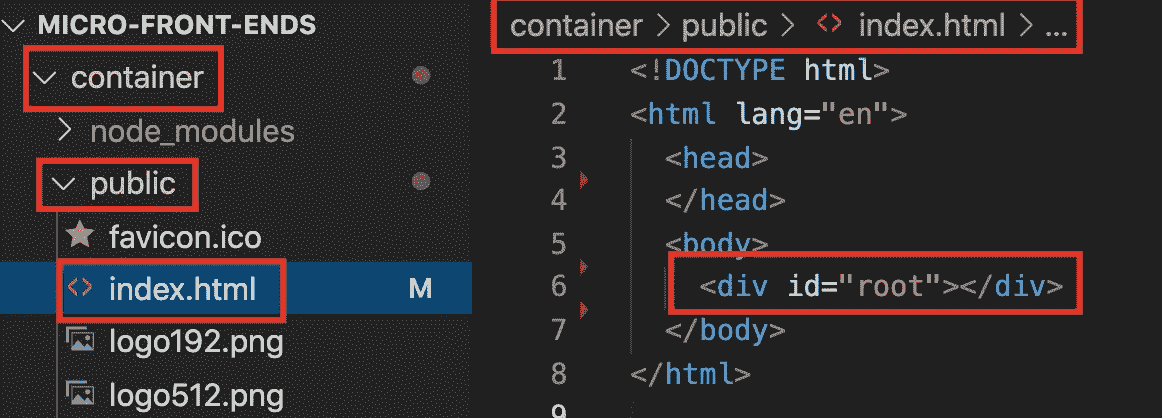 MICRO-FRONT-ENDS
container
node_modules
public
favicon.ico
index.html M
logo192.png
logo512.png
container > public > <> index.html > ...
1 <!DOCTYPE html>
2 <html lang="en">
3 <head>
4 </head>
5 <body>
6 <div id="root"></div>
7 </body>
8 </html>
9